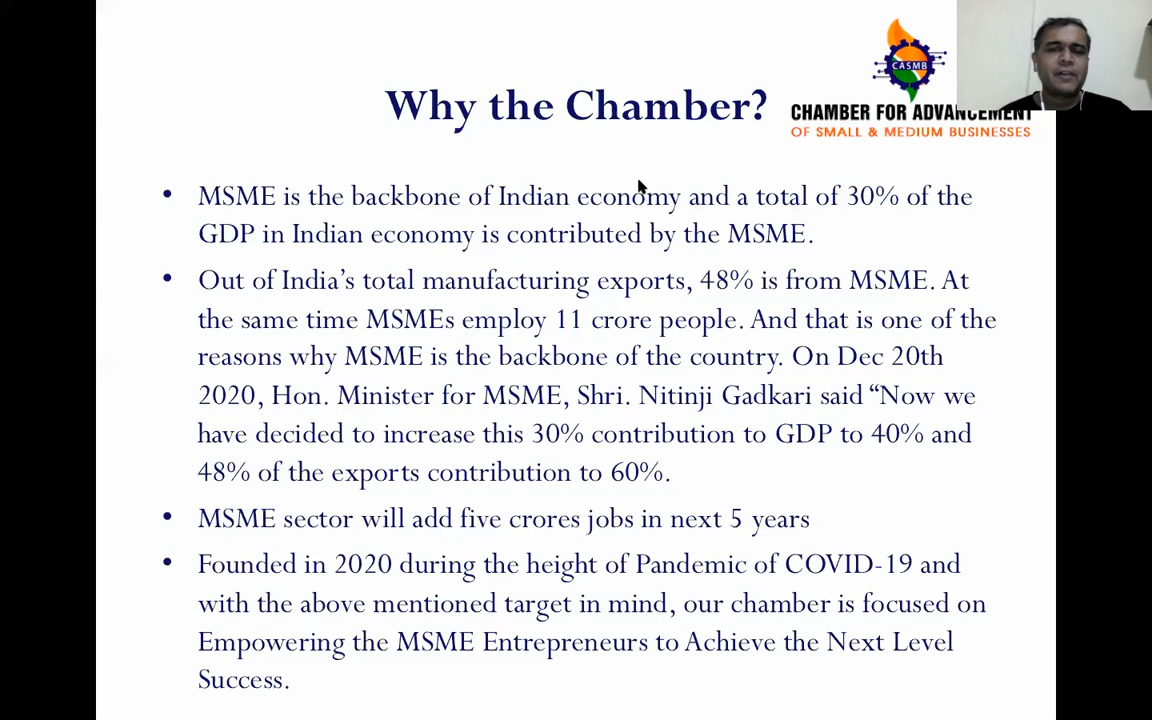 CASMB
Why the Chamber?
CHAMBER FOR ADVANCEMENT
OF SMALL & MEDIUM BUSINESSES
• MSME is the backbone of Indian economy and a total of 30% of the
GDP in Indian economy is contributed by the MSME.
• Out of India’s total manufacturing exports, 48% is from MSME. At
the same time MSMEs employ 11 crore people. And that is one of the
reasons why MSME is the backbone of the country. On Dec 20th
2020, Hon. Minister for MSME, Shri. Nitinji Gadkari said “Now we
have decided to increase this 30% contribution to GDP to 40% and
48% of the exports contribution to 60%.
• MSME sector will add five crores jobs in next 5 years
• Founded in 2020 during the height of Pandemic of COVID-19 and
with the above mentioned target in mind, our chamber is focused on
Empowering the MSME Entrepreneurs to Achieve the Next Level
Success.